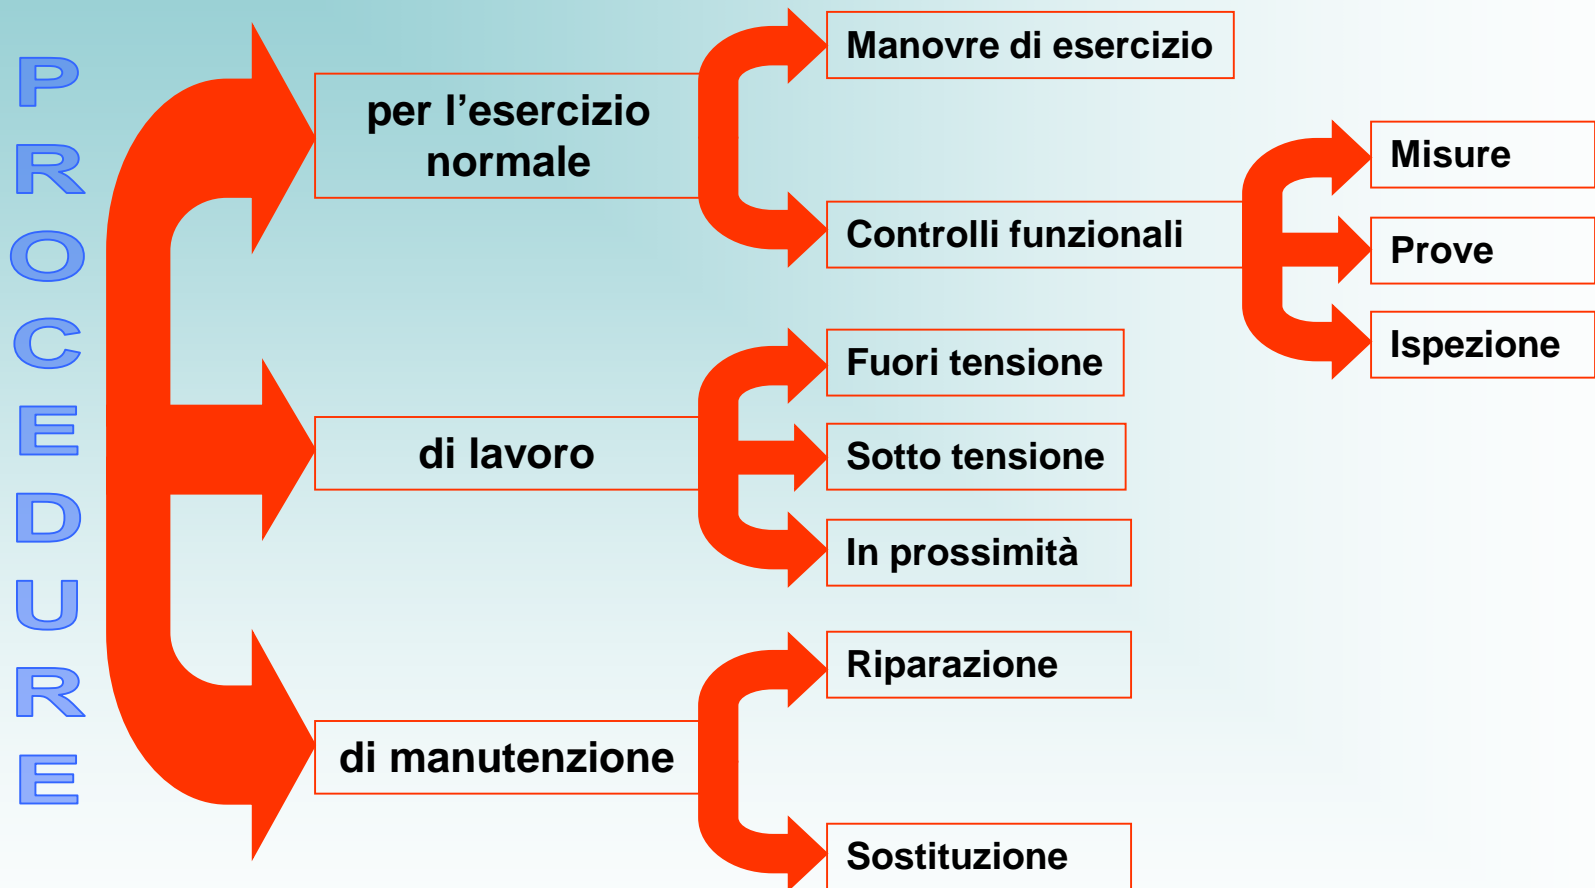 PROCEDURE
per l’esercizio
normale
Manovre di esercizio
Controlli funzionali
Misure
Prove
Ispezione
di lavoro
Fuori tensione
Sotto tensione
In prossimità
di manutenzione
Riparazione
Sostituzione